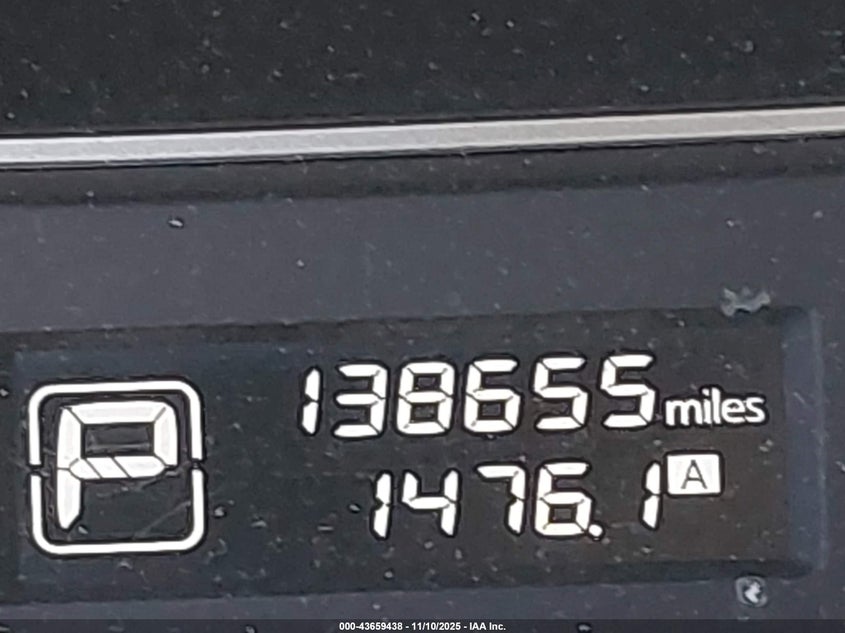 138655 miles
P
1476.1 A
000-43659438 - 11/10/2025 - IAA Inc.